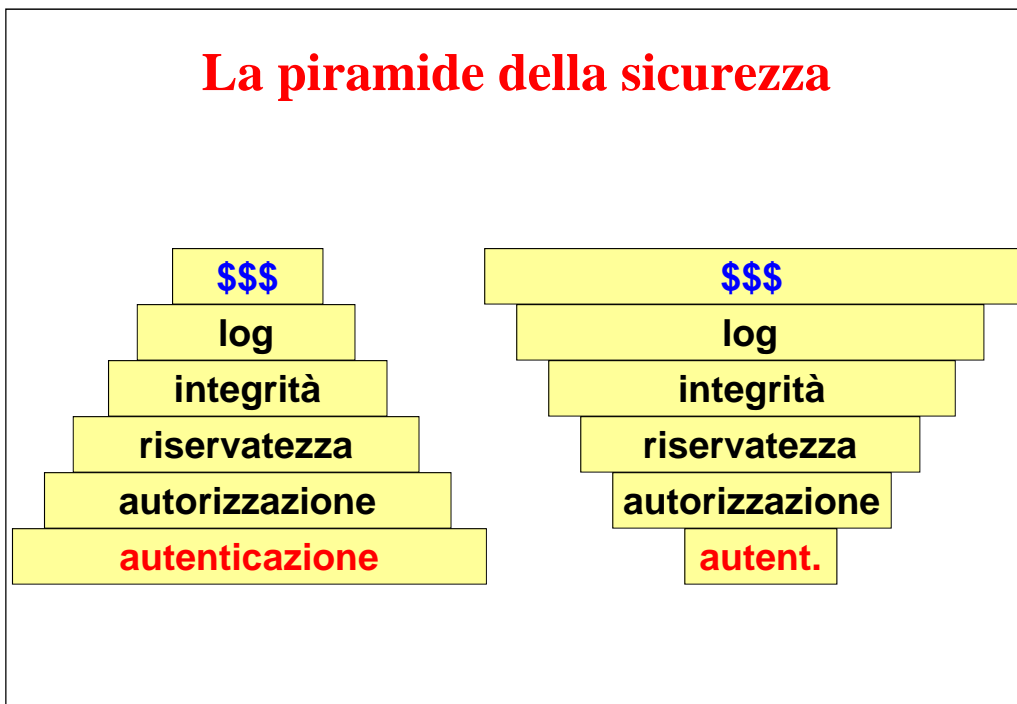 La piramide della sicurezza
$$$
log
integrità
riservatezza
autorizzazione
autenticazione
$$$
log
integrità
riservatezza
autorizzazione
autent.